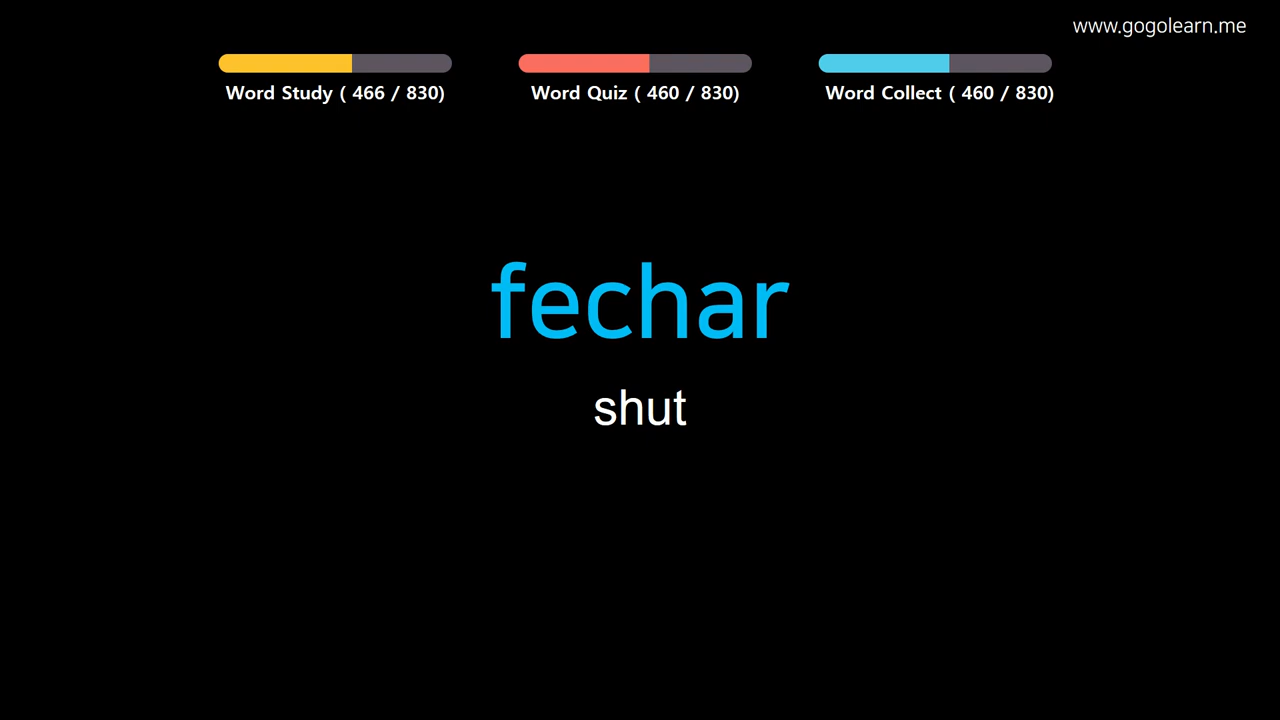 www.gogolearn.me
Word Study ( 466 / 830)
Word Quiz ( 460 / 830)
Word Collect ( 460 / 830)
fechar
shut